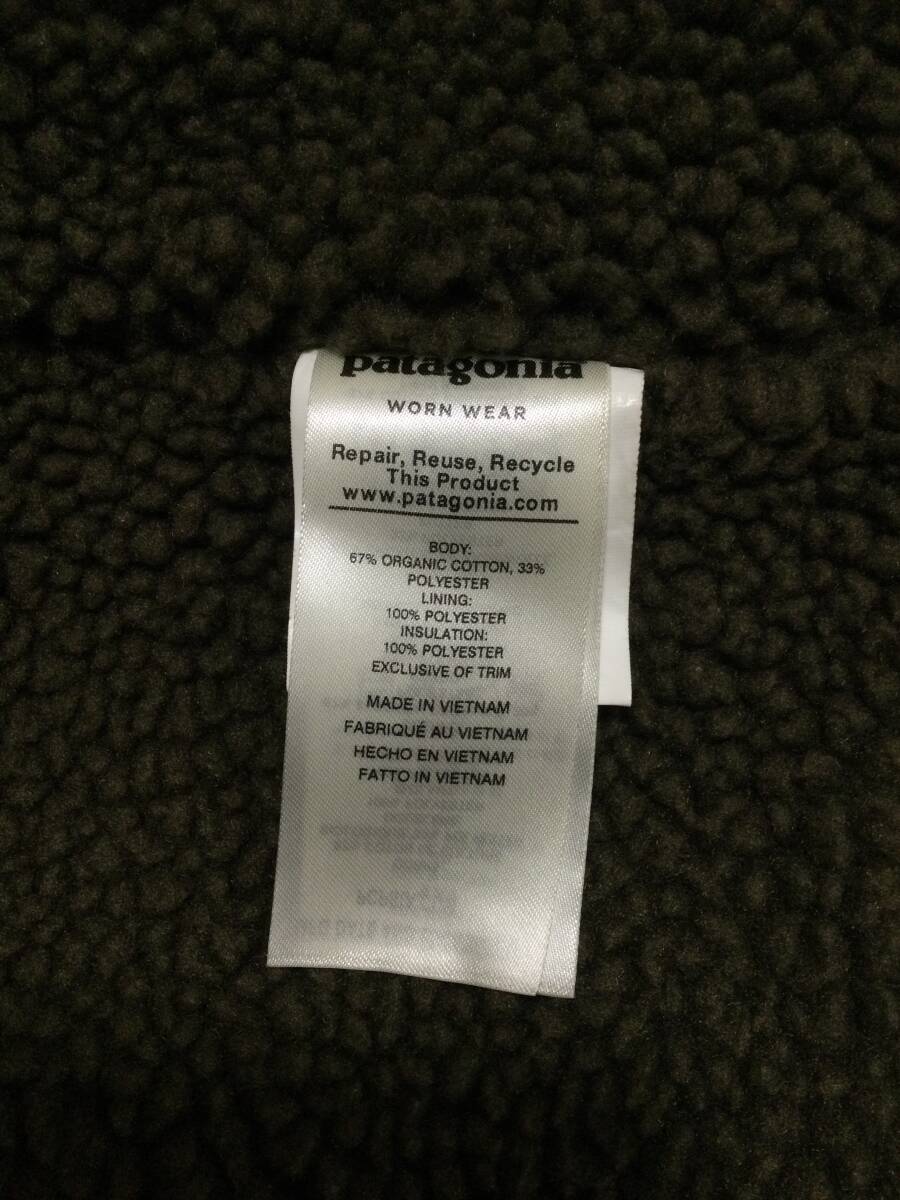 patagonia
WORN WEAR
Repair, Reuse, Recycle
This Product
www.patagonia.com
BODY:
67% ORGANIC COTTON, 33%
POLYESTER
LINING:
100% POLYESTER
INSULATION:
100% POLYESTER
EXCLUSIVE OF TRIM
MADE IN VIETNAM
FABRIQUÉ AU VIETNAM
HECHO EN VIETNAM
FATTO IN VIETNAM